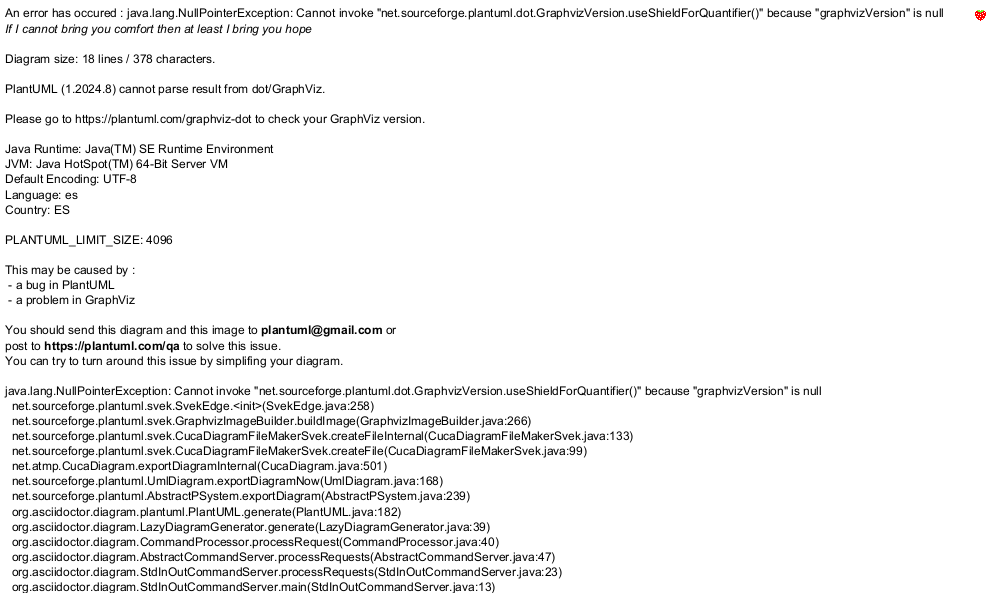 An error has occured : java.lang.NullPointerException: Cannot invoke "net.sourceforge.plantuml.dot.GraphvizVersion.useShieldForQuantifier()" because "graphvizVersion" is null
If I cannot bring you comfort then at least I bring you hope
Diagram size: 18 lines / 378 characters.
PlantUML (1.2024.8) cannot parse result from dot/GraphViz.
Please go to https://plantuml.com/graphviz-dot to check your GraphViz version.
Java Runtime: Java(TM) SE Runtime Environment
JVM: Java HotSpot(TM) 64-Bit Server VM
Default Encoding: UTF-8
Language: es
Country: ES
PLANTUML_LIMIT_SIZE: 4096
This may be caused by :
- a bug in PlantUML
- a problem in GraphViz
You should send this diagram and this image to plantuml@gmail.com or
post to https://plantuml.com/qa to solve this issue.
You can try to turn around this issue by simplifing your diagram.
java.lang.NullPointerException: Cannot invoke "net.sourceforge.plantuml.dot.GraphvizVersion.useShieldForQuantifier()" because "graphvizVersion" is null
net.sourceforge.plantuml.svek.SvekEdge.<init>(SvekEdge.java:258)
net.sourceforge.plantuml.svek.GraphvizImageBuilder.buildImage(GraphvizImageBuilder.java:266)
net.sourceforge.plantuml.svek.CucaDiagramFileMakerSvek.createFileInternal(CucaDiagramFileMakerSvek.java:133)
net.sourceforge.plantuml.svek.CucaDiagramFileMakerSvek.createFile(CucaDiagramFileMakerSvek.java:99)
net.atmp.CucaDiagram.exportDiagramInternal(CucaDiagram.java:501)
net.sourceforge.plantuml.UmlDiagram.exportDiagramNow(UmlDiagram.java:168)
net.sourceforge.plantuml.AbstractPSystem.exportDiagram(AbstractPSystem.java:239)
org.asciidoctor.diagram.plantuml.PlantUML.generate(PlantUML.java:182)
org.asciidoctor.diagram.LazyDiagramGenerator.generate(LazyDiagramGenerator.java:39)
org.asciidoctor.diagram.CommandProcessor.processRequest(CommandProcessor.java:40)
org.asciidoctor.diagram.AbstractCommandServer.processRequests(AbstractCommandServer.java:47)
org.asciidoctor.diagram.StdInOutCommandServer.processRequests(StdInOutCommandServer.java:23)
org.asciidoctor.diagram.StdInOutCommandServer.main(StdInOutCommandServer.java:13)